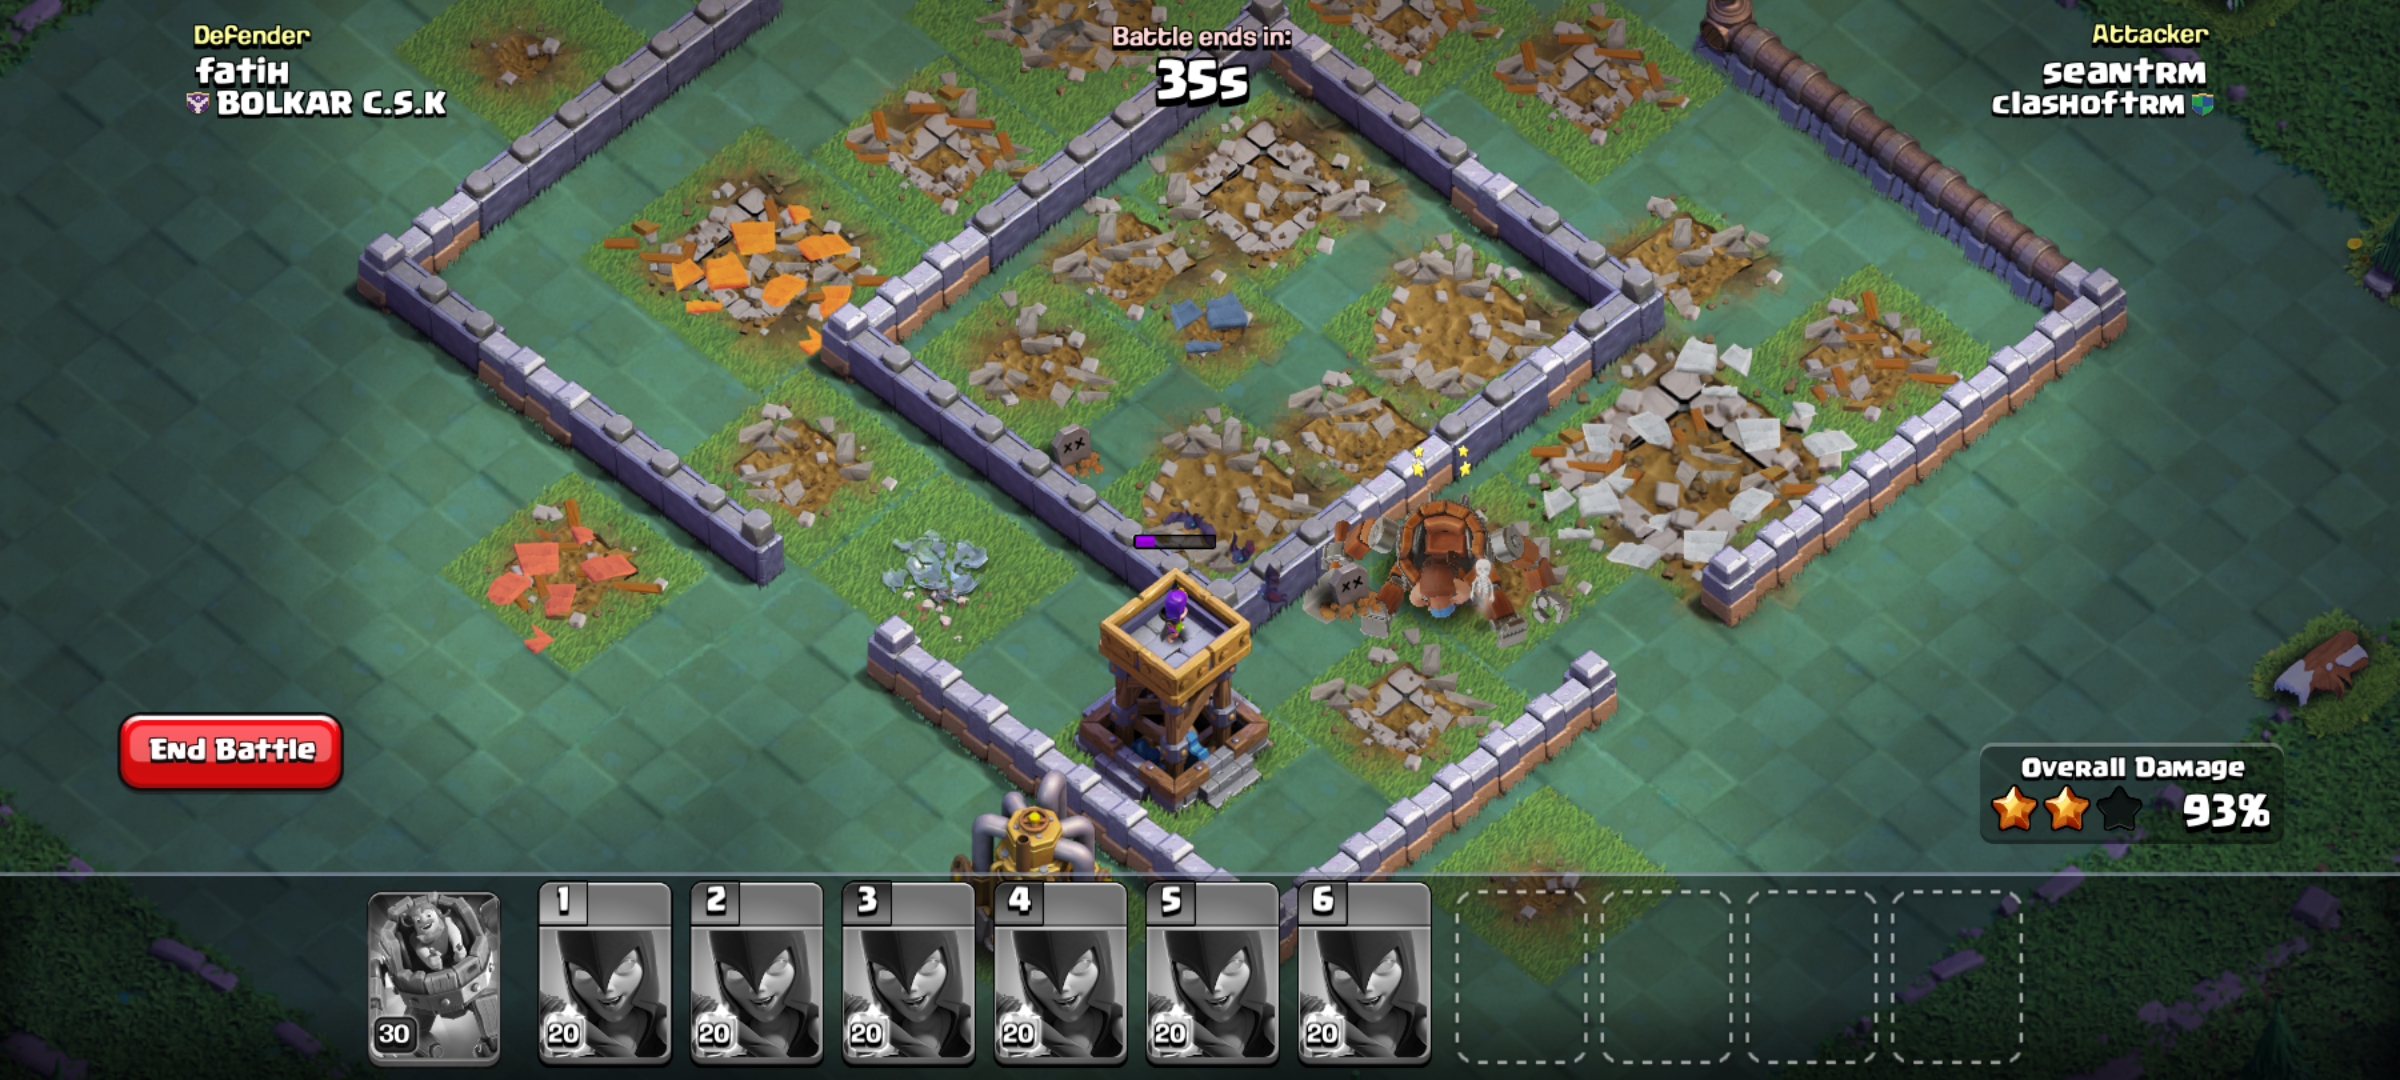 Defender
fatih
BOLKAR C.S.K
Battle ends in:
35s
Attacker
seantrm
clashoftrm
End Battle
Overall Damage
93%
30
1
20
2
20
3
20
4
20
5
20
6
20